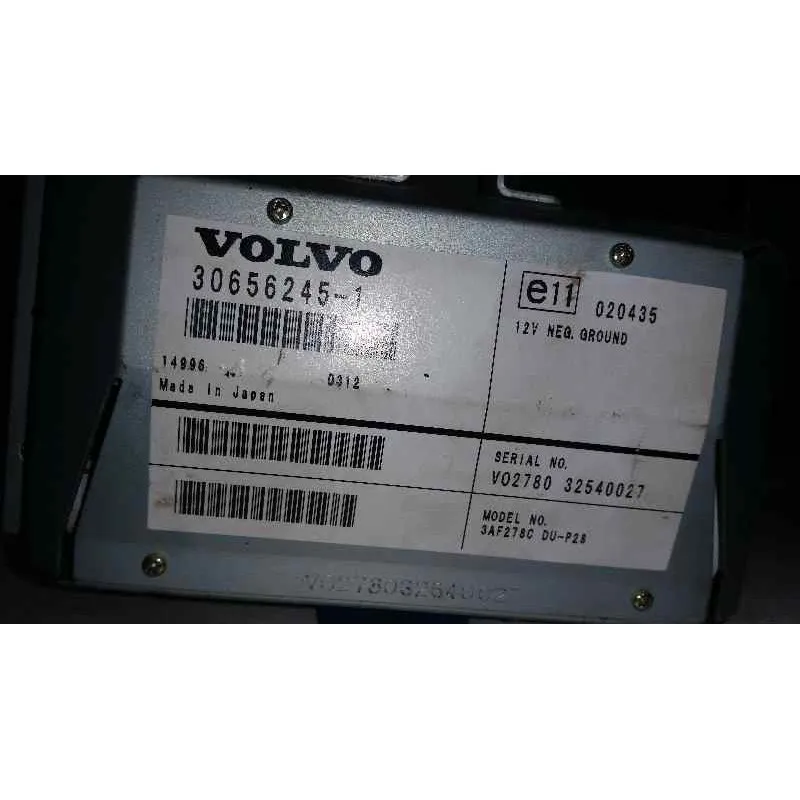 VOLVO
30656245-1
14996 0312
Made in Japan
e11 020435
12V NEG. GROUND
SERIAL NO.
VO2780 32540027
MODEL NO.
3AF278C DU-P28